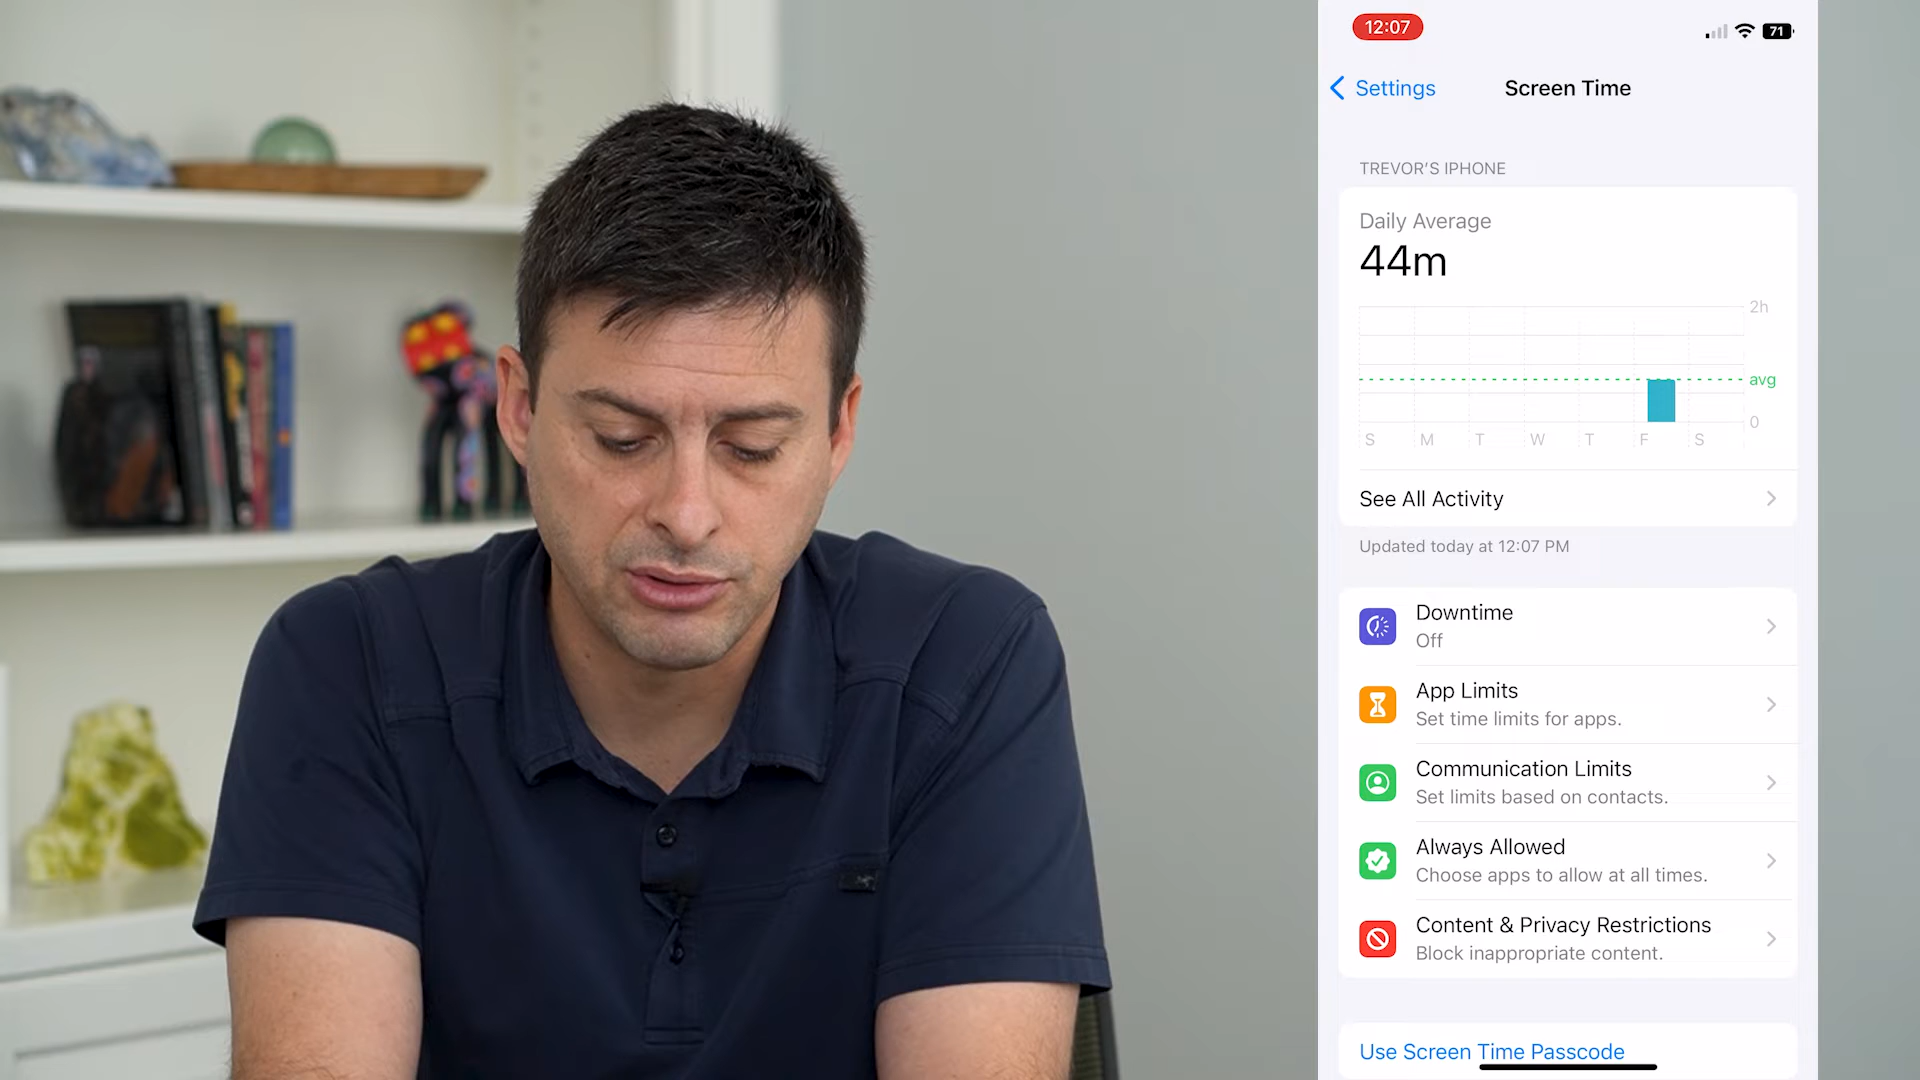 12:07
71
Settings
Screen Time
TREVOR'S IPHONE
Daily Average
44m
2h
avg
0
S M T W T F S
See All Activity
Updated today at 12:07 PM
Downtime
Off
App Limits
Set time limits for apps.
Communication Limits
Set limits based on contacts.
Always Allowed
Choose apps to allow at all times.
Content & Privacy Restrictions
Block inappropriate content.
Use Screen Time Passcode